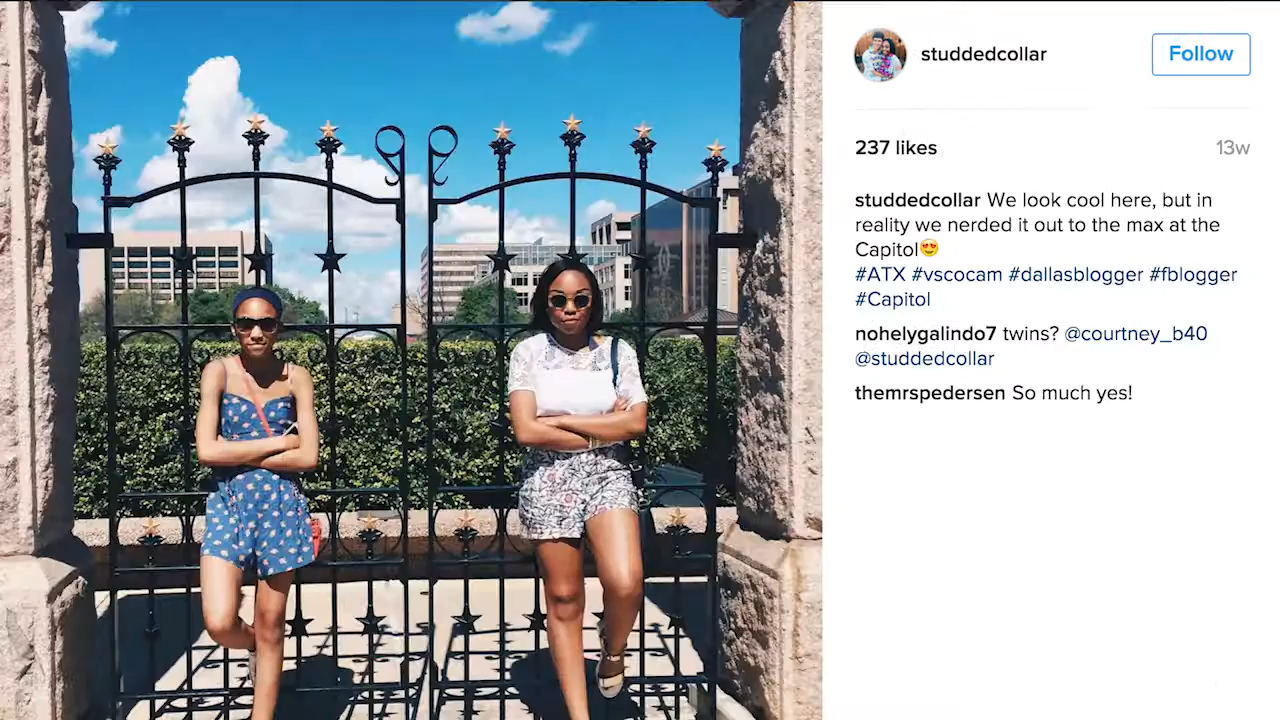 studdedcollar
Follow
237 likes
13w
studdedcollar We look cool here, but in
reality we nerded it out to the max at the
Capitol😍
#ATX #vscocam #dallasblogger #fblogger
#Capitol
nohelygalindo7 twins? @courtney_b40
@studdedcollar
themrspedersen So much yes!